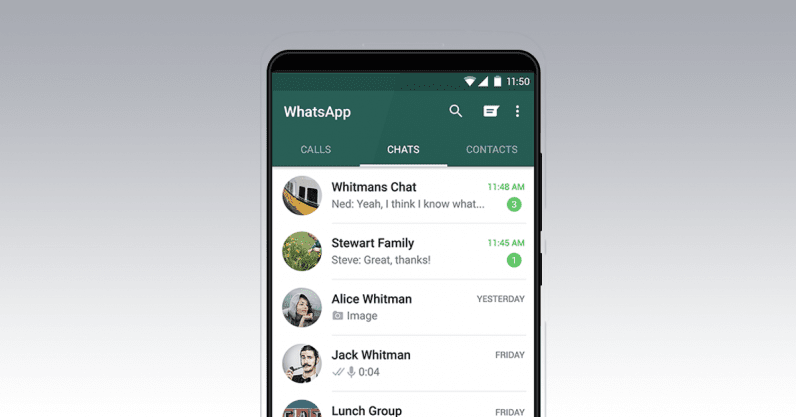 11:50
WhatsApp
CALLS CHATS CONTACTS
Whitmans Chat 11:48 AM
Ned: Yeah, I think I know what... 3
Stewart Family 11:45 AM
Steve: Great, thanks! 1
Alice Whitman YESTERDAY
Image
Jack Whitman FRIDAY
0:04
Lunch Group FRIDAY